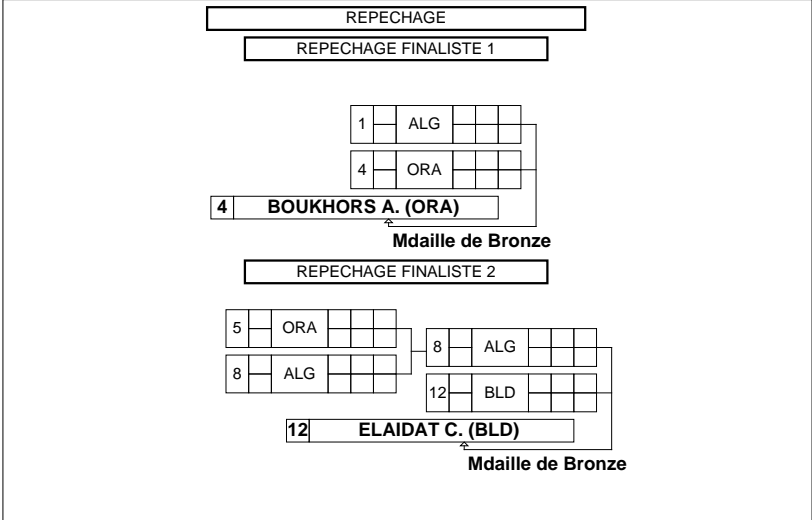 REPECHAGE
REPECHAGE FINALISTE 1
1 ALG
4 ORA
4 BOUKHORS A. (ORA)
Mdaille de Bronze
REPECHAGE FINALISTE 2
5 ORA
8 ALG
8 ALG
12 BLD
12 ELAIDAT C. (BLD)
Mdaille de Bronze